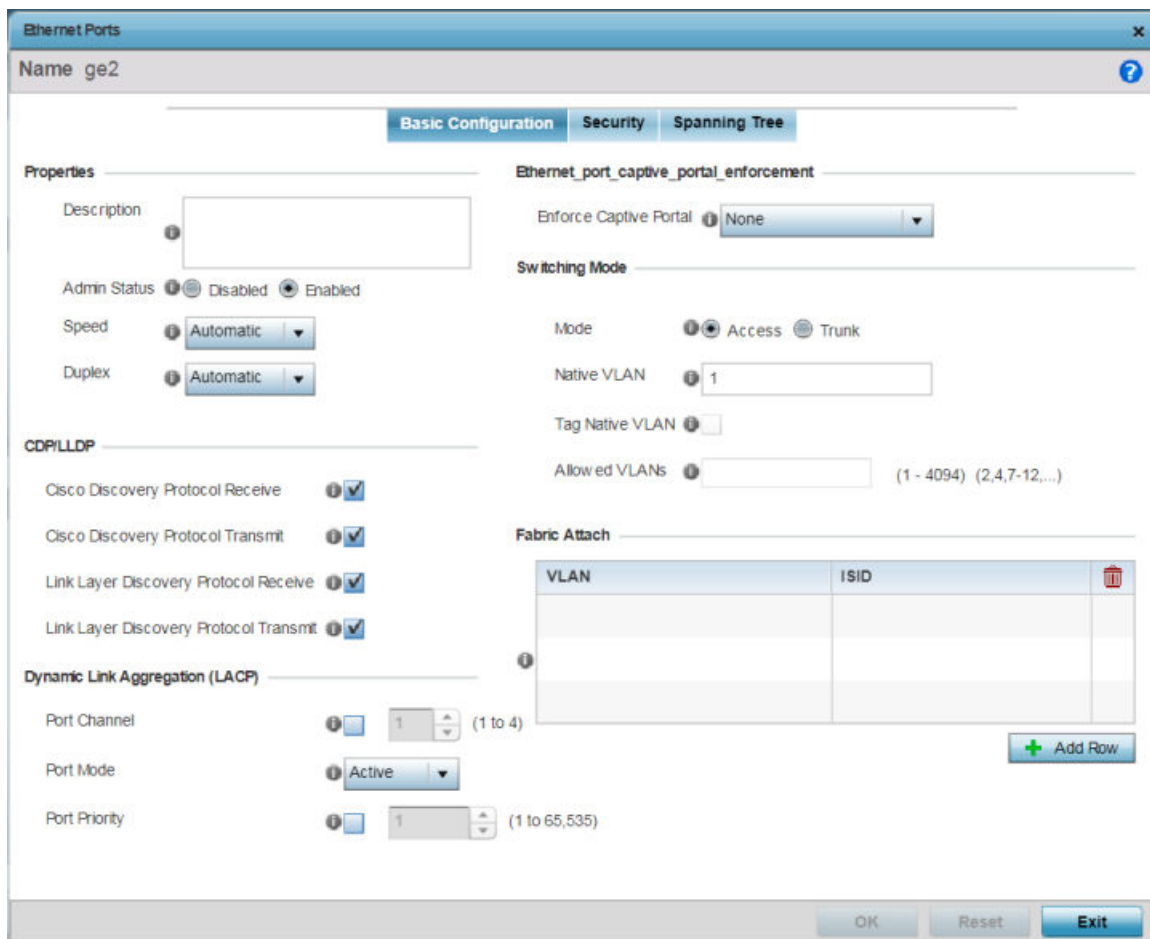 Ethernet Ports
Name ge2
Basic Configuration
Security
Spanning Tree
Properties
Description
Admin Status Disabled Enabled
Speed Automatic
Duplex Automatic
CDP/LLDP
Cisco Discovery Protocol Receive
Cisco Discovery Protocol Transmit
Link Layer Discovery Protocol Receive
Link Layer Discovery Protocol Transmit
Dynamic Link Aggregation (LACP)
Port Channel 1 (1 to 4)
Port Mode Active
Port Priority 1 (1 to 65,535)
Ethernet_port_captive_portal_enforcement
Enforce Captive Portal None
Switching Mode
Mode Access Trunk
Native VLAN 1
Tag Native VLAN
Allowed VLANs (1 - 4094) (2,4,7-12,...)
Fabric Attach
VLAN ISID
Add Row
OK Reset Exit